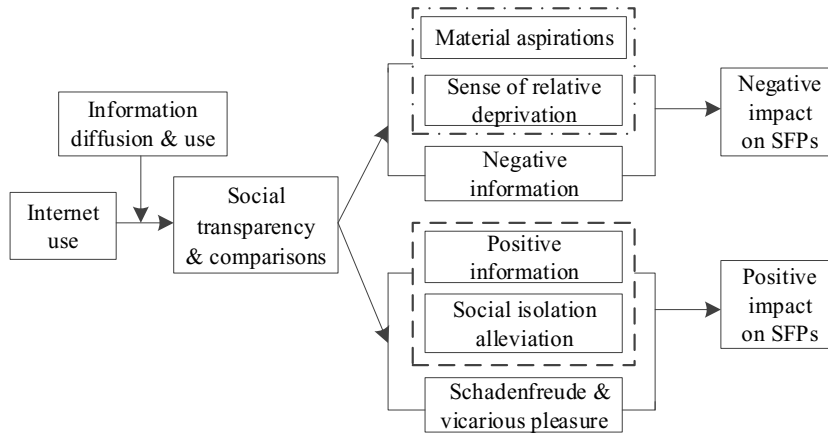 Material aspirations
Sense of relative
deprivation
Negative
information
Negative
impact
on SFPs
Information
diffusion & use
Internet
use
Social
transparency
& comparisons
Positive
information
Social isolation
alleviation
Schadenfreude &
vicarious pleasure
Positive
impact
on SFPs